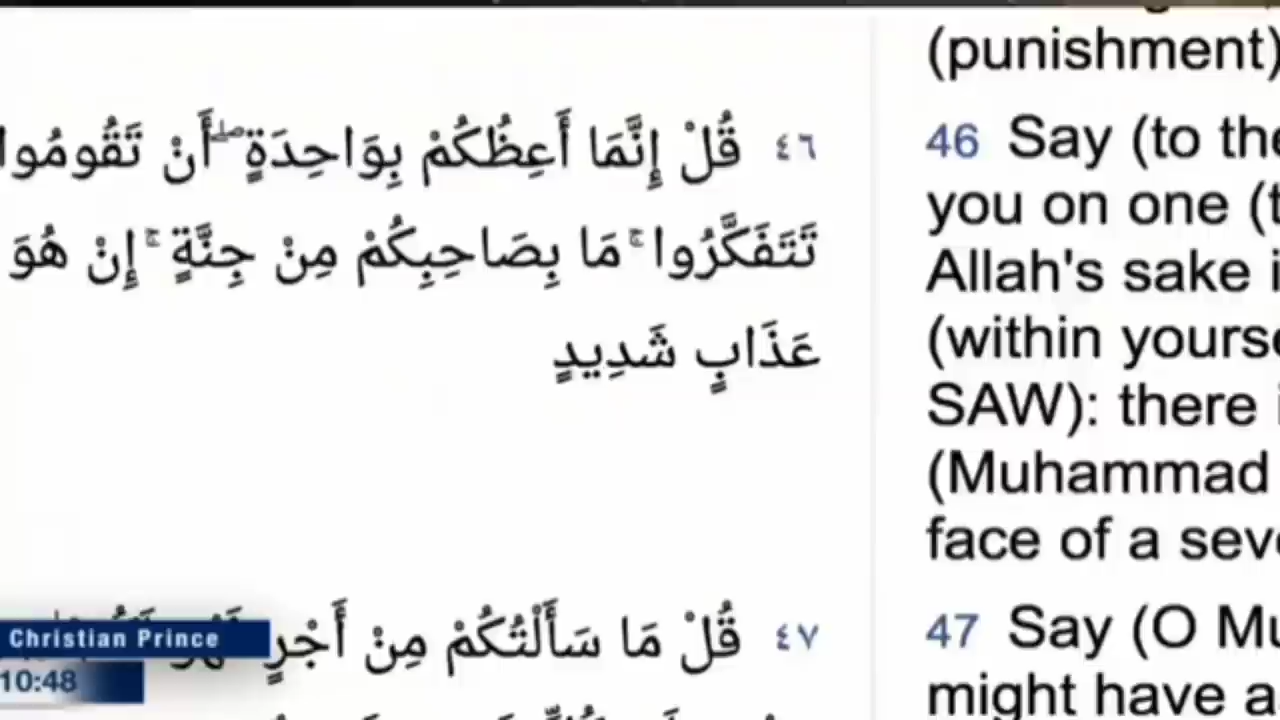 ٤٦ قُلْ إِنَّمَا أَعِظُكُمْ بِوَاحِدَةٍ ۖ أَنْ تَقُومُوا
تَتَفَكَّرُوا ۚ مَا بِصَاحِبِكُمْ مِنْ جِنَّةٍ ۚ إِنْ هُوَ
عَذَابٍ شَدِيدٍ
٤٧ قُلْ مَا سَأَلْتُكُمْ مِنْ أَجْرٍ
(punishment)
46 Say (to the
you on one (t
Allah's sake i
(within yourse
SAW): there i
(Muhammad
face of a seve
47 Say (O Mu
might have a
Christian Prince
10:48